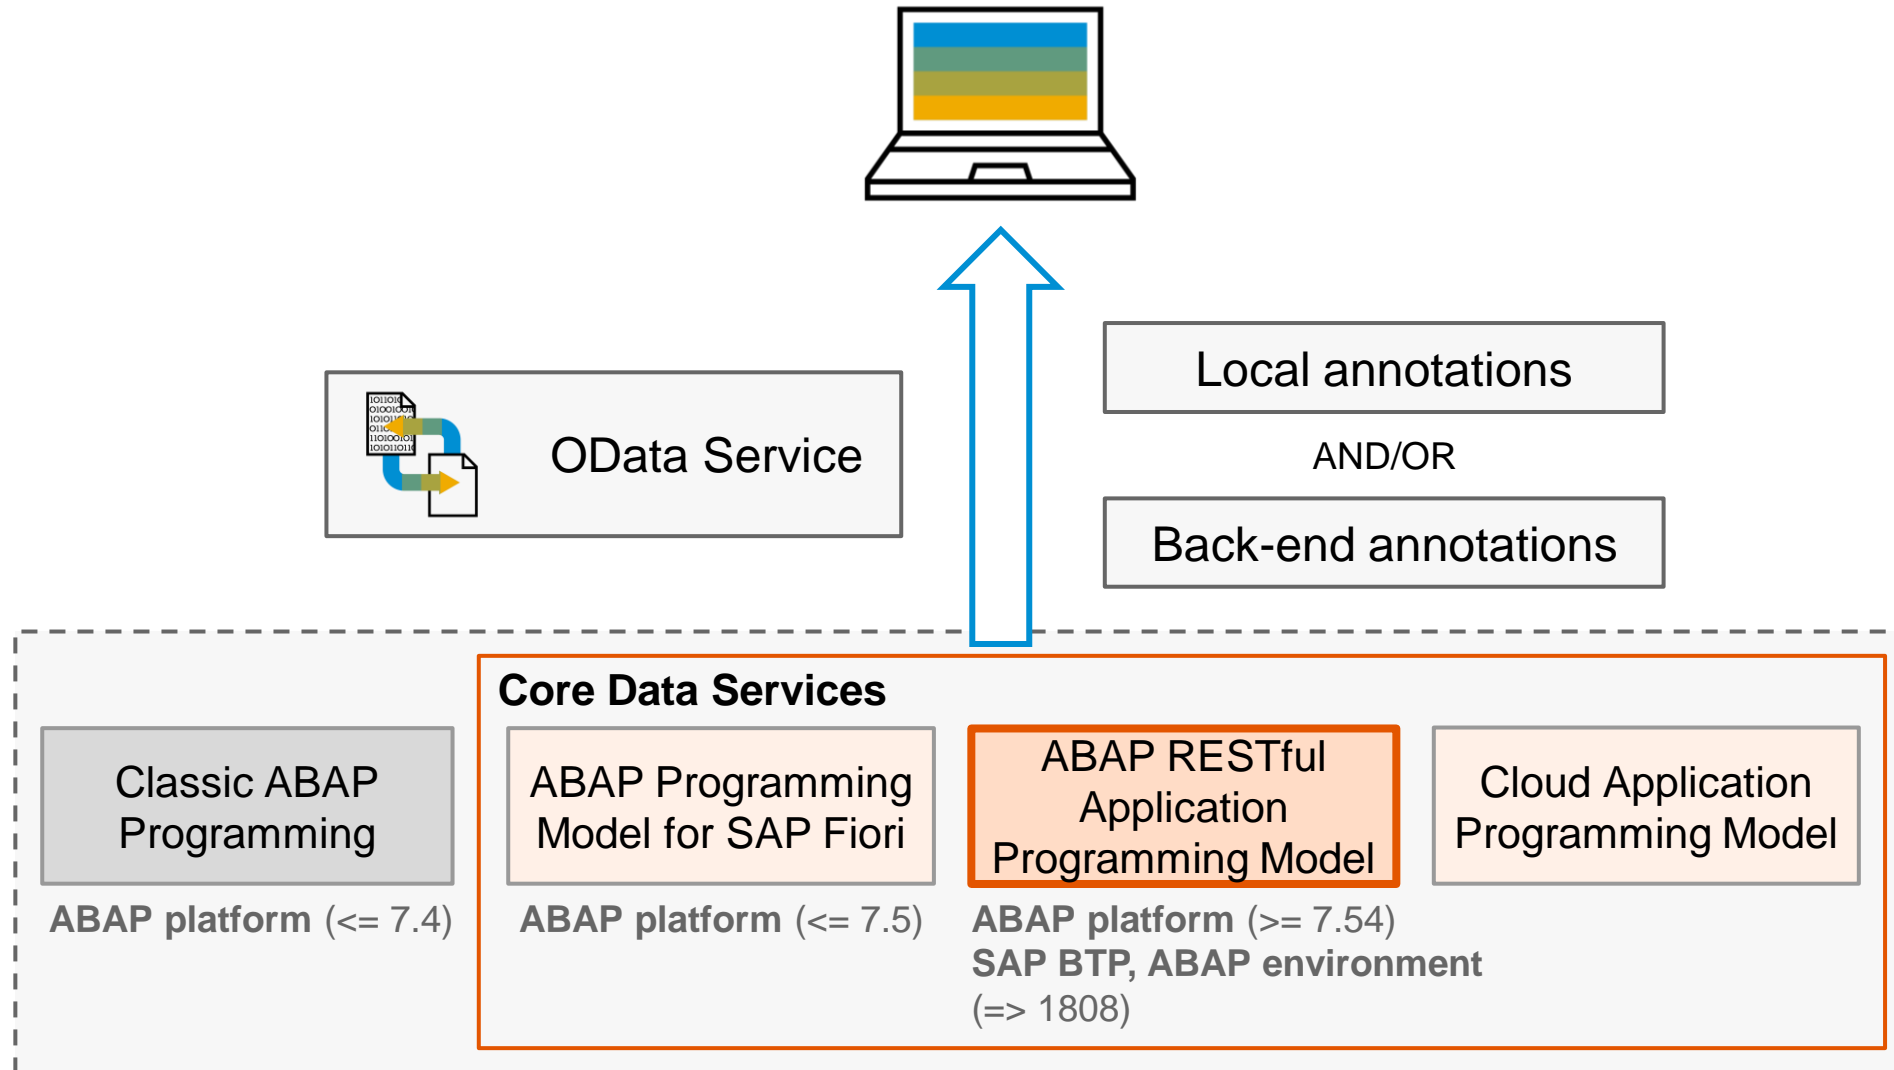 1011010
0100100
OData Service
Local annotations
AND/OR
Back-end annotations
Core Data Services
Classic ABAP
Programming
ABAP platform (<= 7.4)
ABAP Programming
Model for SAP Fiori
ABAP platform (<= 7.5)
ABAP RESTful
Application
Programming Model
ABAP platform (>= 7.54)
SAP BTP, ABAP environment
(=> 1808)
Cloud Application
Programming Model